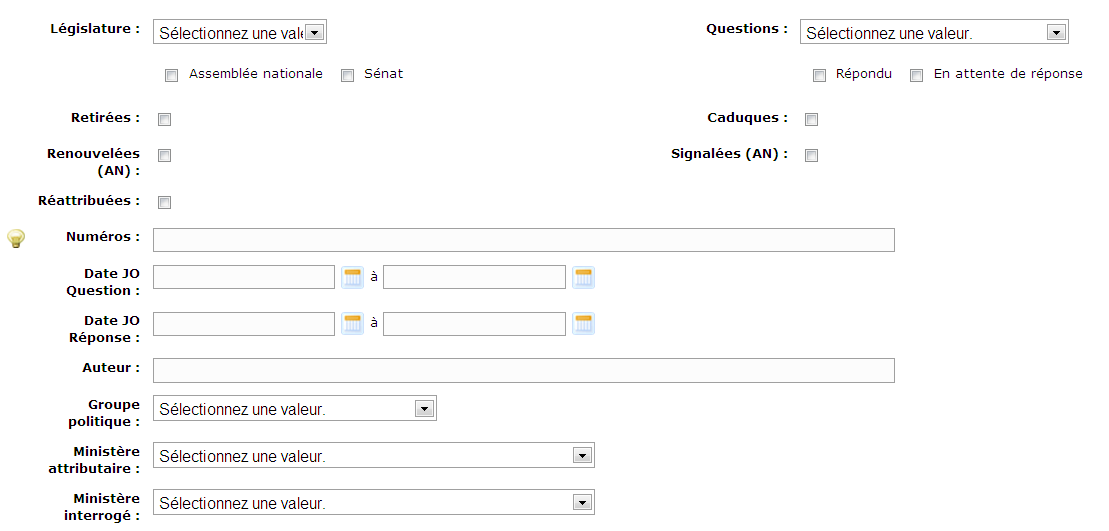 Législature : Sélectionnez une vale Questions : Sélectionnez une valeur.
Assemblée nationale Sénat Répondu En attente de réponse
Retirées : Caduques :
Renouvelées Signalées (AN) :
(AN) :
Réattribuées :
Numéros :
Date JO à
Question :
Date JO à
Réponse :
Auteur :
Groupe Sélectionnez une valeur.
politique :
Ministère Sélectionnez une valeur.
attributaire :
Ministère Sélectionnez une valeur.
interrogé :